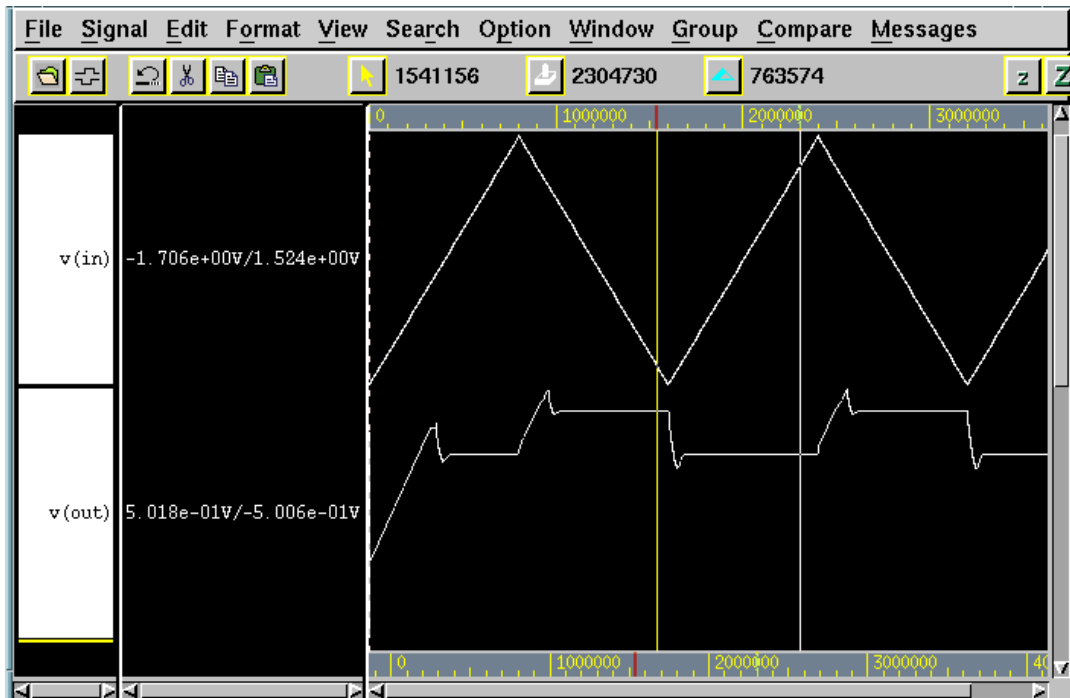 File Signal Edit Format View Search Option Window Group Compare Messages
1541156 2304730 763574 z Z
0 1000000 2000000 3000000
v(in) -1.706e+00V/1.524e+00V
v(out) 5.018e-01V/-5.006e-01V
0 1000000 2000000 3000000 40